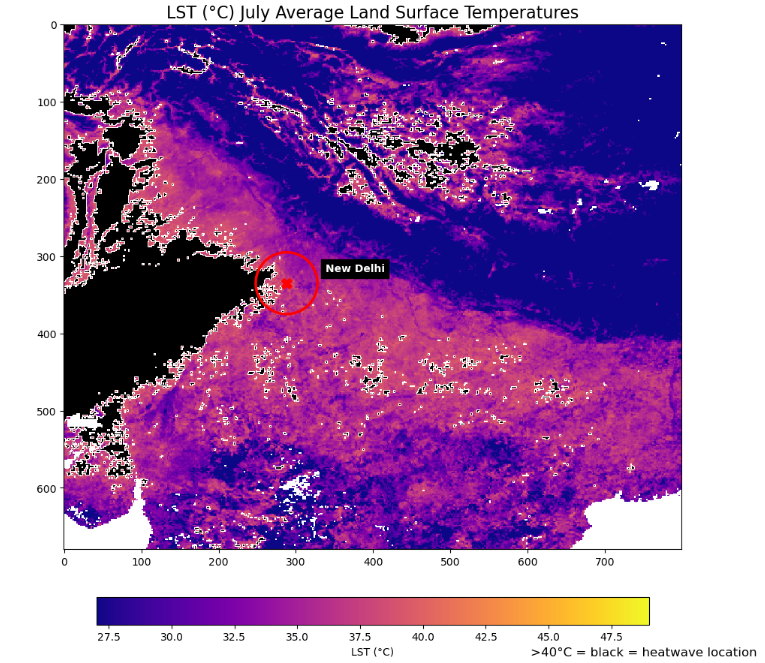 LST (°C) July Average Land Surface Temperatures
0
100
200
300
400
500
600
New Delhi
0 100 200 300 400 500 600 700
27.5 30.0 32.5 35.0 37.5 40.0 42.5 45.0 47.5
LST (°C)
>40°C = black = heatwave location